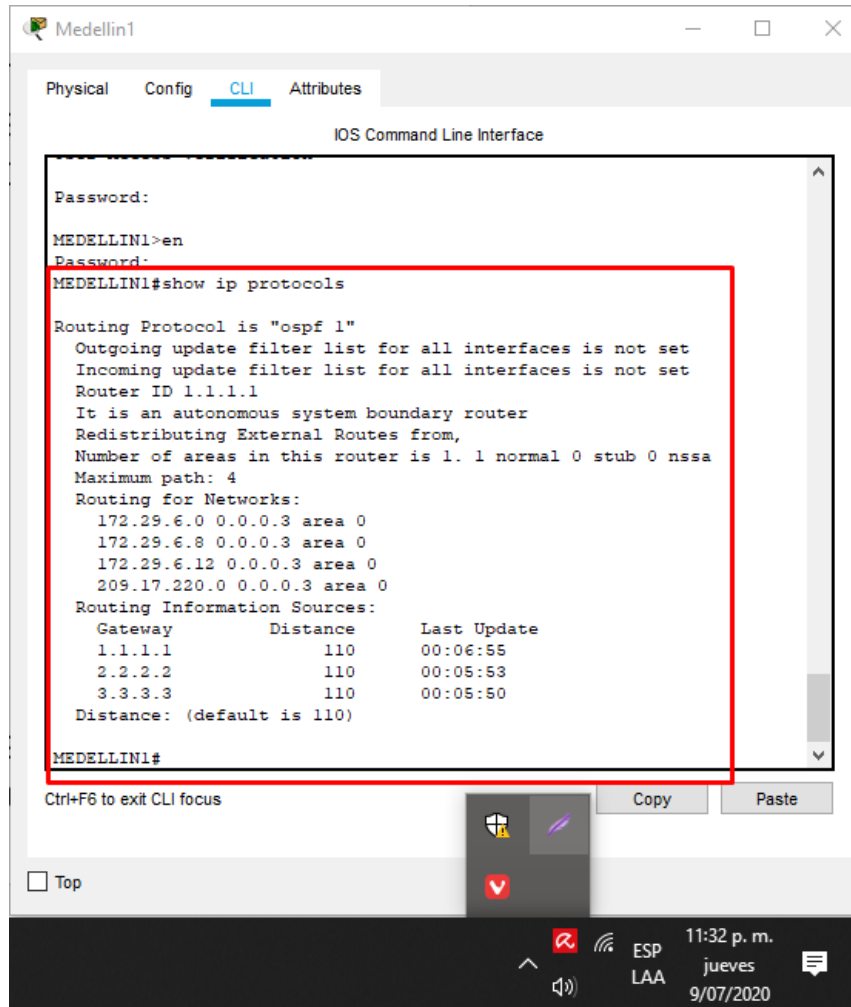 Medellin1
Physical Config CLI Attributes
IOS Command Line Interface
Password:
MEDELLIN1>en
Password:
MEDELLIN1#show ip protocols
Routing Protocol is "ospf 1"
Outgoing update filter list for all interfaces is not set
Incoming update filter list for all interfaces is not set
Router ID 1.1.1.1
It is an autonomous system boundary router
Redistributing External Routes from,
Number of areas in this router is 1. 1 normal 0 stub 0 nssa
Maximum path: 4
Routing for Networks:
172.29.6.0 0.0.0.3 area 0
172.29.6.8 0.0.0.3 area 0
172.29.6.12 0.0.0.3 area 0
209.17.220.0 0.0.0.3 area 0
Routing Information Sources:
Gateway Distance Last Update
1.1.1.1 110 00:06:55
2.2.2.2 110 00:05:53
3.3.3.3 110 00:05:50
Distance: (default is 110)
MEDELLIN1#
Ctrl+F6 to exit CLI focus
Copy Paste
Top
ESP
LAA
11:32 p. m.
jueves
9/07/2020